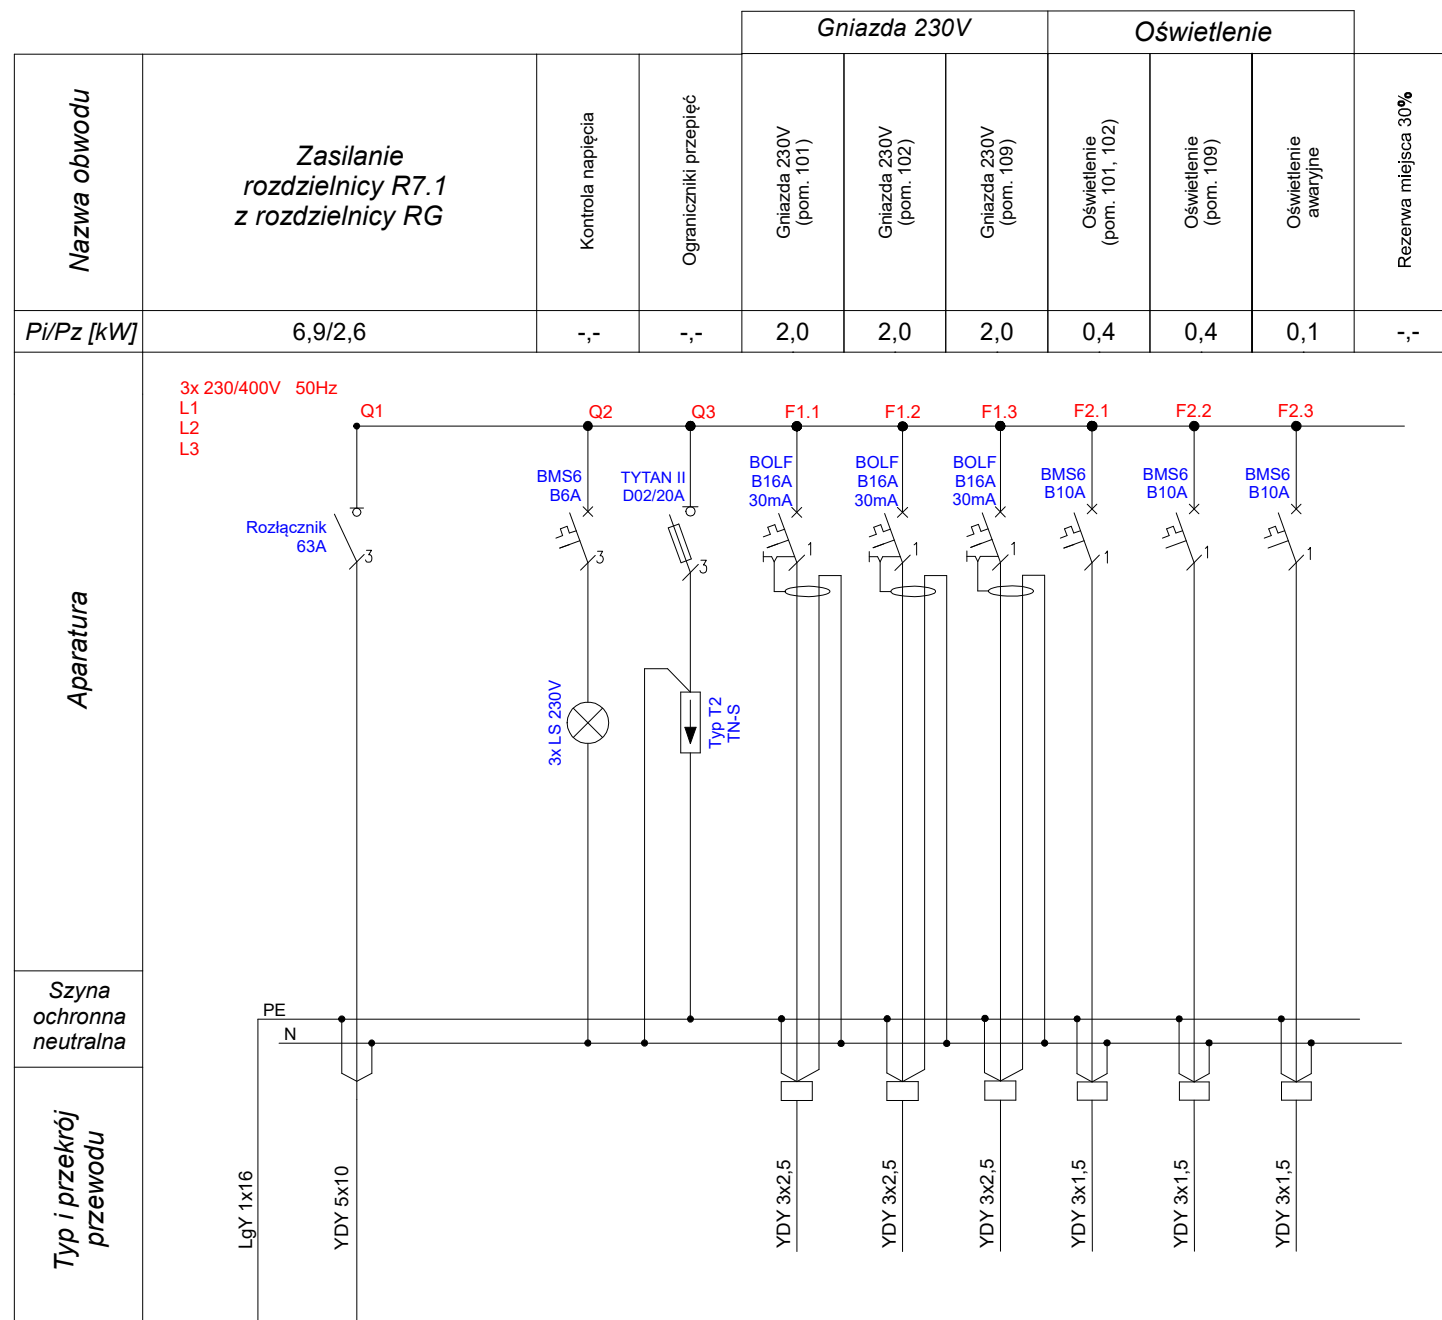 Gniazda 230V
Oświetlenie
Nazwa obwodu
Zasilanie
rozdzielnicy R7.1
z rozdzielnicy RG
Kontrola napięcia
Ograniczniki przepięć
Gniazda 230V
(pom. 101)
Gniazda 230V
(pom. 102)
Gniazda 230V
(pom. 109)
Oświetlenie
(pom. 101, 102)
Oświetlenie
(pom. 109)
Oświetlenie
awaryjne
Rezerwa miejsca 30%
Pi/Pz [kW]
6,9/2,6
-,-
-,-
2,0
2,0
2,0
0,4
0,4
0,1
-,-
Aparatura
3x 230/400V 50Hz
L1
L2
L3
Q1
Q2
Q3
F1.1
F1.2
F1.3
F2.1
F2.2
F2.3
Rozłącznik
63A
3
BMS6
B6A
3
TYTAN II
D02/20A
3
BOLF
B16A
30mA
1
BOLF
B16A
30mA
1
BOLF
B16A
30mA
1
BMS6
B10A
1
BMS6
B10A
1
BMS6
B10A
1
3x LS 230V
Typ T2
TN-S
Szyna
ochronna
neutralna
PE
N
Typ i przekrój
przewodu
LgY 1x16
YDY 5x10
YDY 3x2,5
YDY 3x2,5
YDY 3x2,5
YDY 3x1,5
YDY 3x1,5
YDY 3x1,5